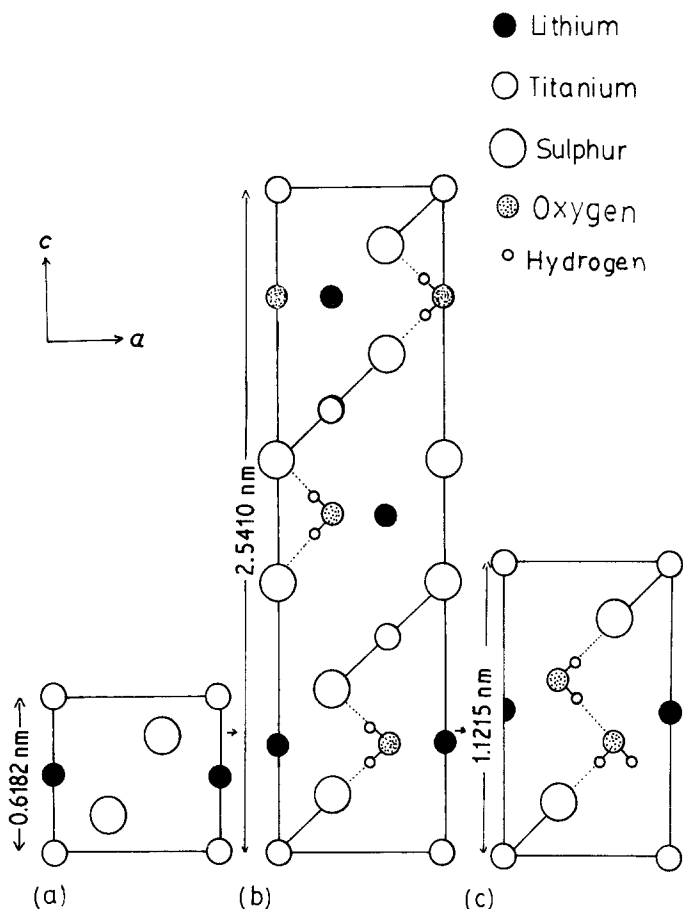 Lithium
Titanium
Sulphur
Oxygen
Hydrogen
c
a
2.5410 nm
1.1215 nm
0.6182 nm
(a)
(b)
(c)